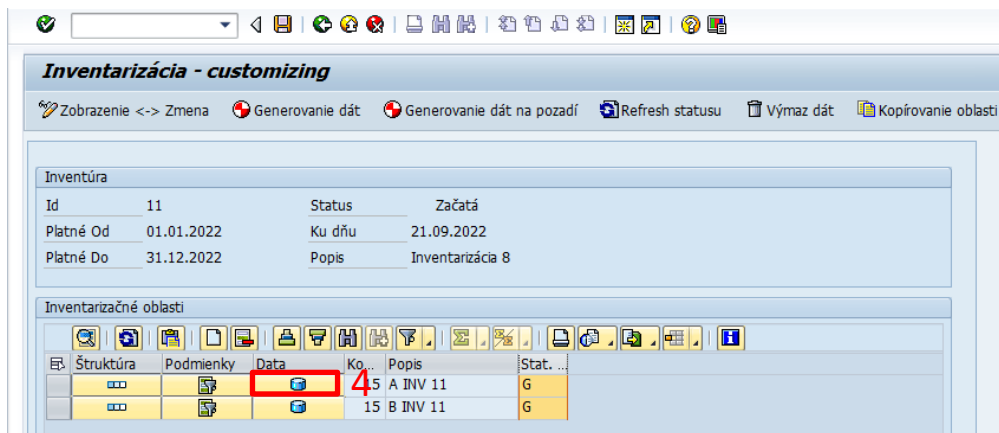 Inventarizácia - customizing
Zobrazenie <-> Zmena Generovanie dát Generovanie dát na pozadí Refresh statusu Výmaz dát Kopírovanie oblasti
Inventúra
Id 11 Status Začatá
Platné Od 01.01.2022 Ku dňu 21.09.2022
Platné Do 31.12.2022 Popis Inventarizácia 8
Inventarizačné oblasti
Štruktúra Podmienky Data Ko... Popis Stat. ...
4 15 A INV 11 G
15 B INV 11 G